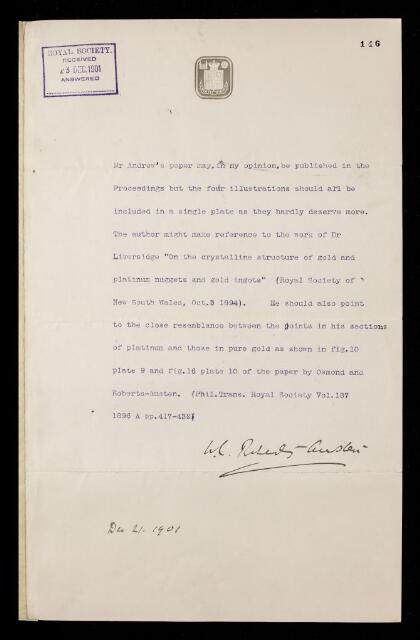 146
ROYAL SOCIETY.
RECEIVED
23 DEC. 1901
ANSWERED
Mr Andrew's paper may, in my opinion, be published in the
Proceedings but the four illustrations should all be
included in a single plate as they hardly deserve more.
The author might make reference to the work of Dr
Liversidge "On the crystalline structure of gold and
platinum nuggets and gold ingots" (Royal Society of
New South Wales, Oct.3 1894). He should also point
to the close resemblance between the points in his sections
of platinum and those in pure gold as shown in fig.20
plate 9 and fig.16 plate 10 of the paper by Osmond and
Roberts-Austen. (Phil.Trans. Royal Society Vol.187
1896 A pp.417-432)
W.C. Roberts-Austen
Dec 21. 1901